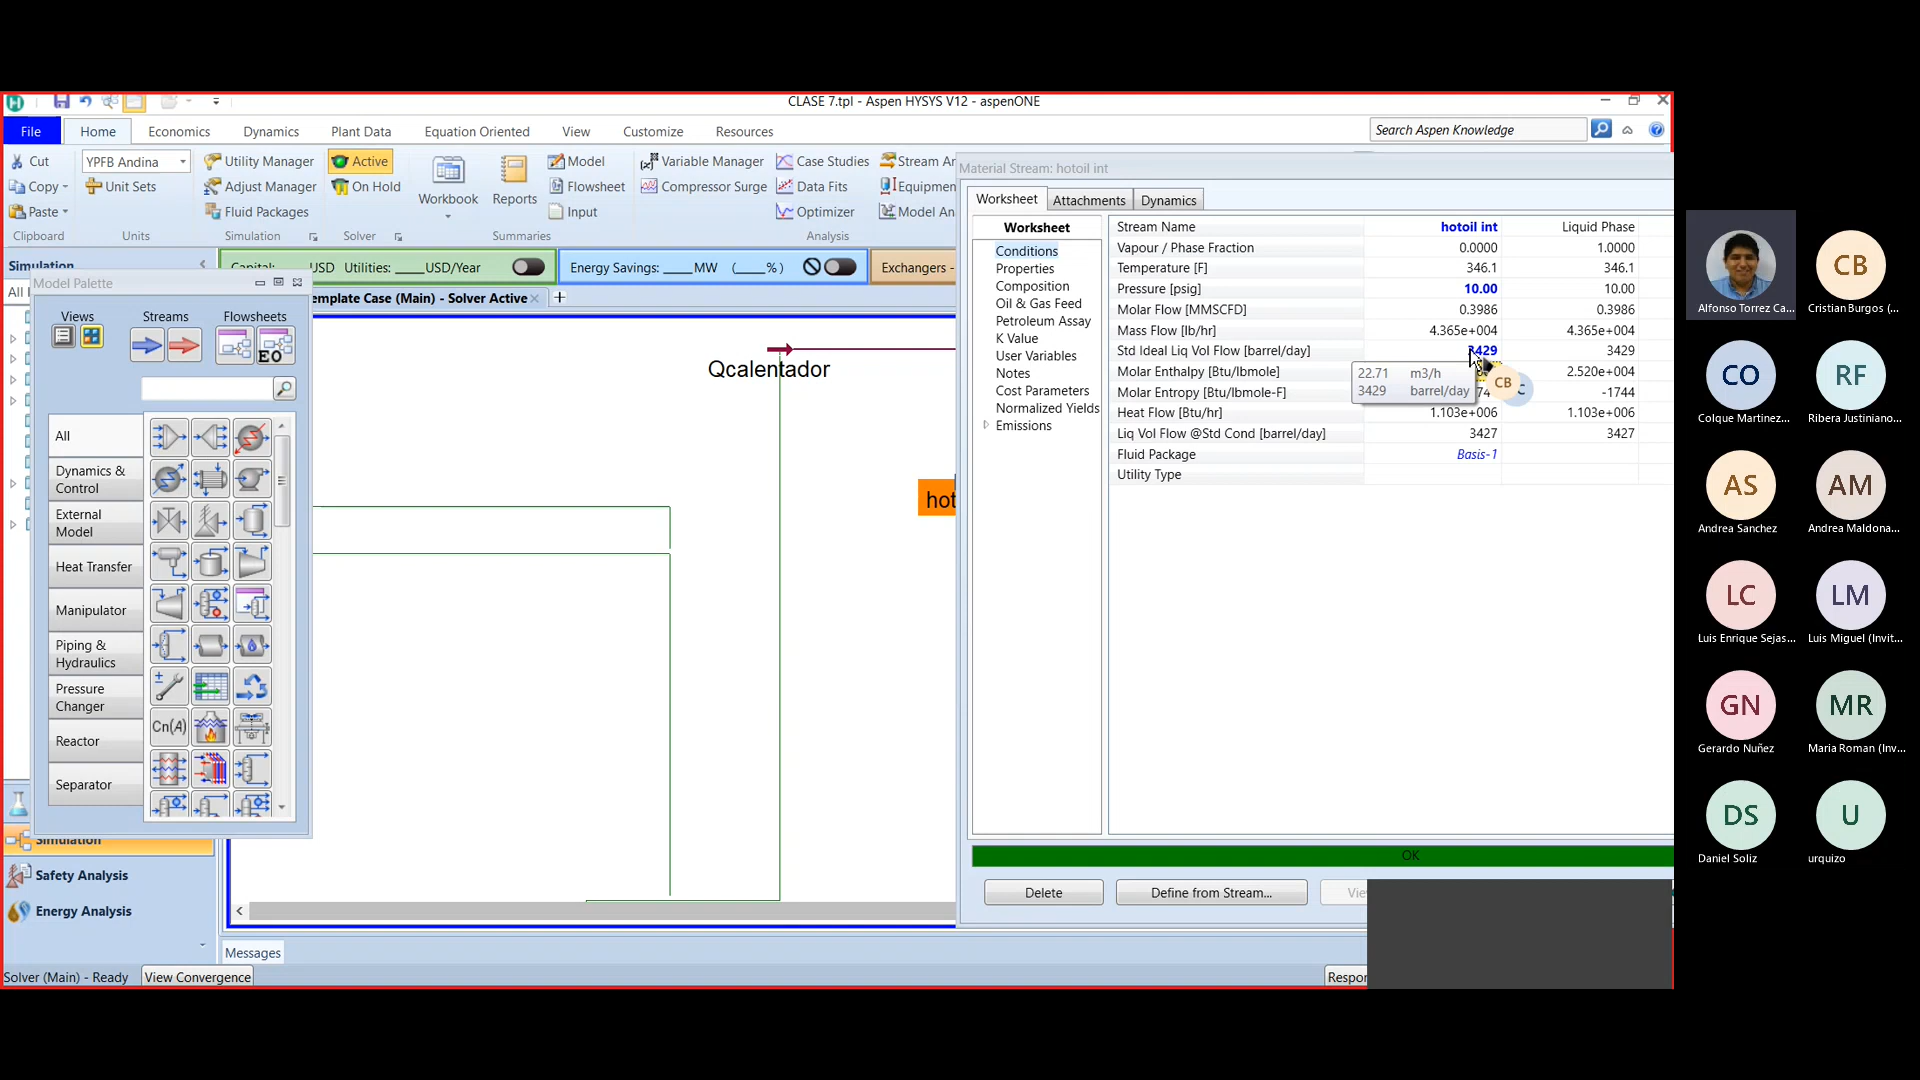 CLASE 7.tpl - Aspen HYSYS V12 - aspenONE
File Home Economics Dynamics Plant Data Equation Oriented View Customize Resources
Search Aspen Knowledge
Cut
Copy
Paste
Clipboard
YPFB Andina
Unit Sets
Units
Utility Manager
Adjust Manager
Fluid Packages
Simulation
Active
On Hold
Solver
Workbook
Reports
Model
Flowsheet
Input
Summaries
Variable Manager
Compressor Surge
Case Studies
Data Fits
Optimizer
Analysis
Stream An
Equipmen
Model An
Simulation
All
Capital: USD Utilities: ____USD/Year
Energy Savings: ____MW (____%)
Exchangers -
emplate Case (Main) - Solver Active
Model Palette
Views Streams Flowsheets
EO
All
Dynamics & Control
External Model
Heat Transfer
Manipulator
Piping & Hydraulics
Pressure Changer
Reactor
Separator
Cn(A)
Qcalentador
hot
Simulation
Safety Analysis
Energy Analysis
Messages
Solver (Main) - Ready
View Convergence
Respon
Material Stream: hotoil int
Worksheet Attachments Dynamics
Worksheet
Conditions
Properties
Composition
Oil & Gas Feed
Petroleum Assay
K Value
User Variables
Notes
Cost Parameters
Normalized Yields
Emissions
Stream Name hotoil int Liquid Phase
Vapour / Phase Fraction 0.0000 1.0000
Temperature [F] 346.1 346.1
Pressure [psig] 10.00 10.00
Molar Flow [MMSCFD] 0.3986 0.3986
Mass Flow [lb/hr] 4.365e+004 4.365e+004
Std Ideal Liq Vol Flow [barrel/day] 3429 3429
Molar Enthalpy [Btu/lbmole] 2.520e+004
Molar Entropy [Btu/lbmole-F] -1744
Heat Flow [Btu/hr] 1.103e+006 1.103e+006
Liq Vol Flow @Std Cond [barrel/day] 3427 3427
Fluid Package Basis-1
Utility Type
22.71 m3/h
3429 barrel/day
CB
C
OK
Delete
Define from Stream...
Vie
Alfonso Torrez Ca...
CB
Cristian Burgos (...
CO
Colque Martinez...
RF
Ribera Justiniano...
AS
Andrea Sanchez
AM
Andrea Maldona...
LC
Luis Enrique Sejas...
LM
Luis Miguel (Invit...
GN
Gerardo Nuñez
MR
Maria Roman (Inv...
DS
Daniel Soliz
U
urquizo